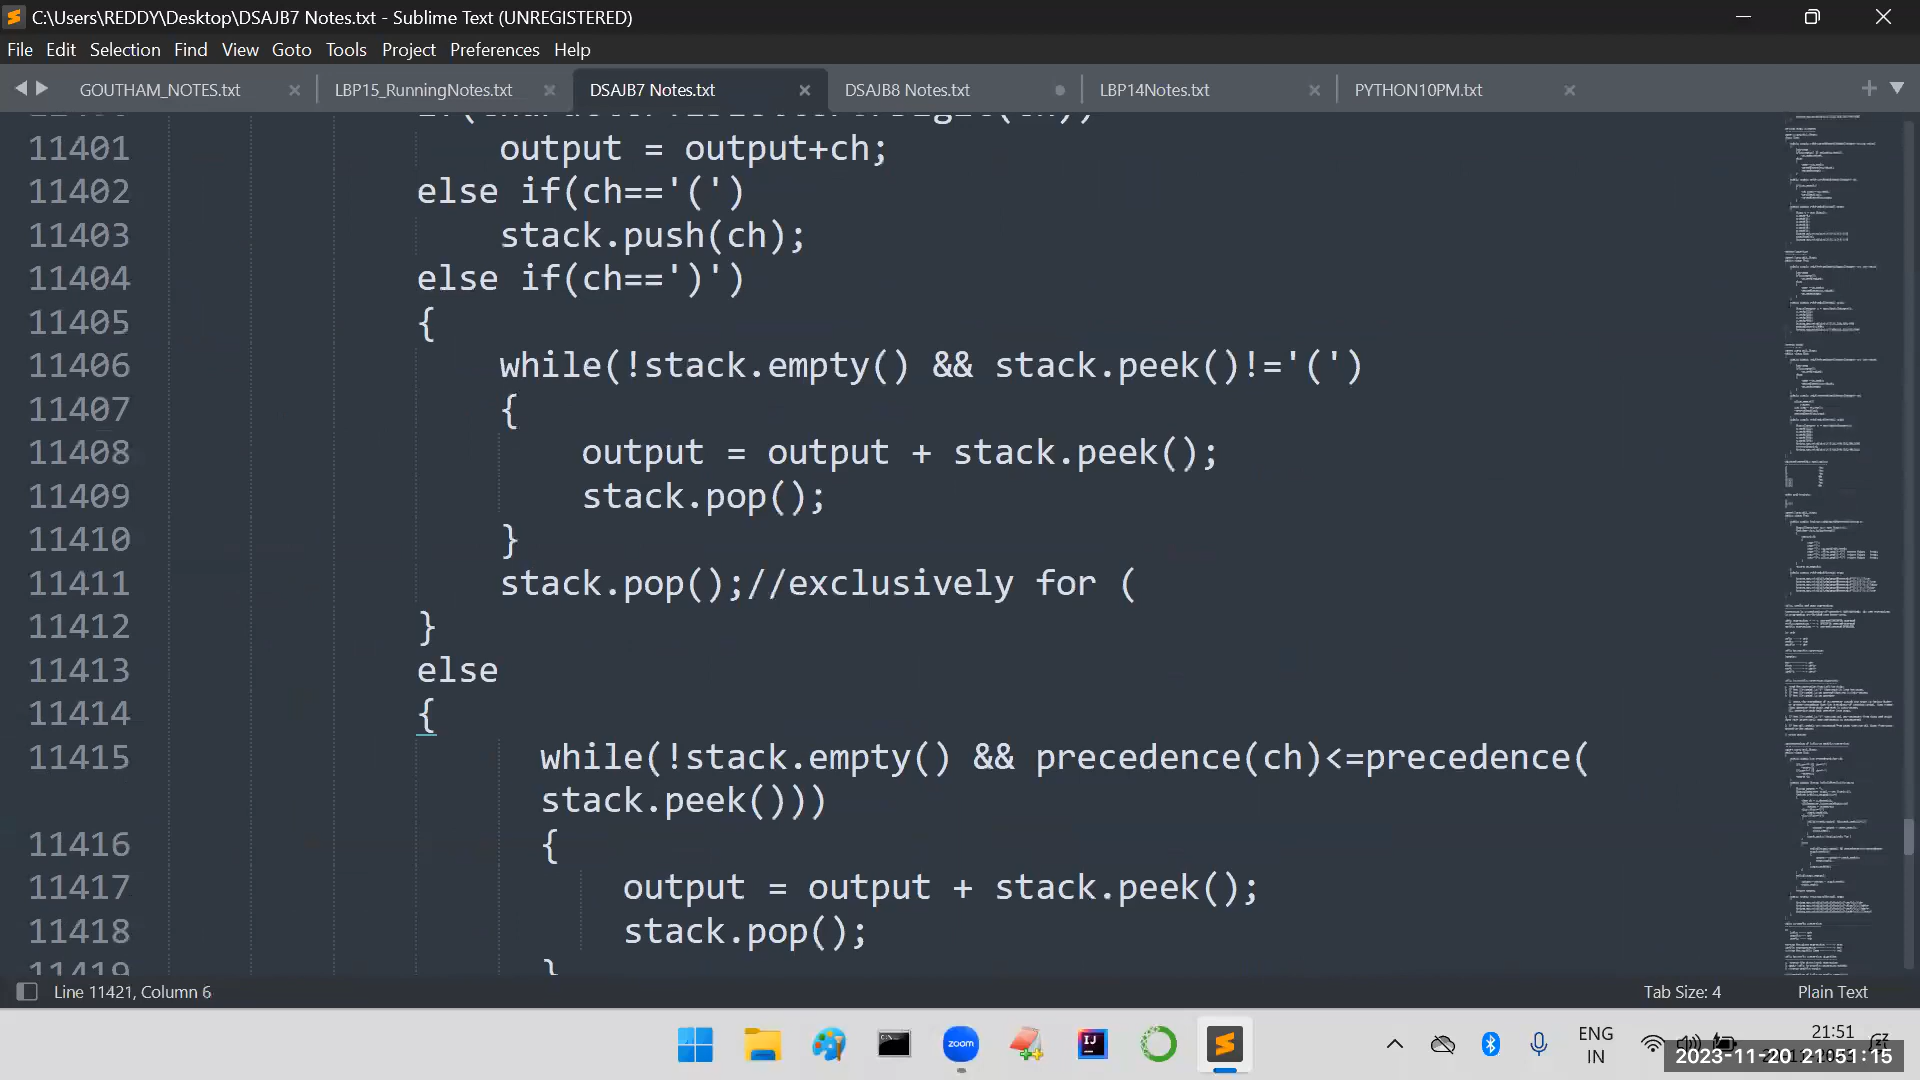 C:\Users\REDDY\Desktop\DSAJB7 Notes.txt - Sublime Text (UNREGISTERED)
File Edit Selection Find View Goto Tools Project Preferences Help
GOUTHAM_NOTES.txt LBP15_RunningNotes.txt DSAJB7 Notes.txt DSAJB8 Notes.txt LBP14Notes.txt PYTHON10PM.txt
11401 output = output+ch;
11402 else if(ch=='(')
11403 stack.push(ch);
11404 else if(ch==')')
11405 {
11406 while(!stack.empty() && stack.peek()!='(')
11407 {
11408 output = output + stack.peek();
11409 stack.pop();
11410 }
11411 stack.pop();//exclusively for (
11412 }
11413 else
11414 {
11415 while(!stack.empty() && precedence(ch)<=precedence(
stack.peek()))
11416 {
11417 output = output + stack.peek();
11418 stack.pop();
11419 }
Line 11421, Column 6 Tab Size: 4 Plain Text
zoom
IJ
ENG
IN
21:51
2023-11-20 21:51:15